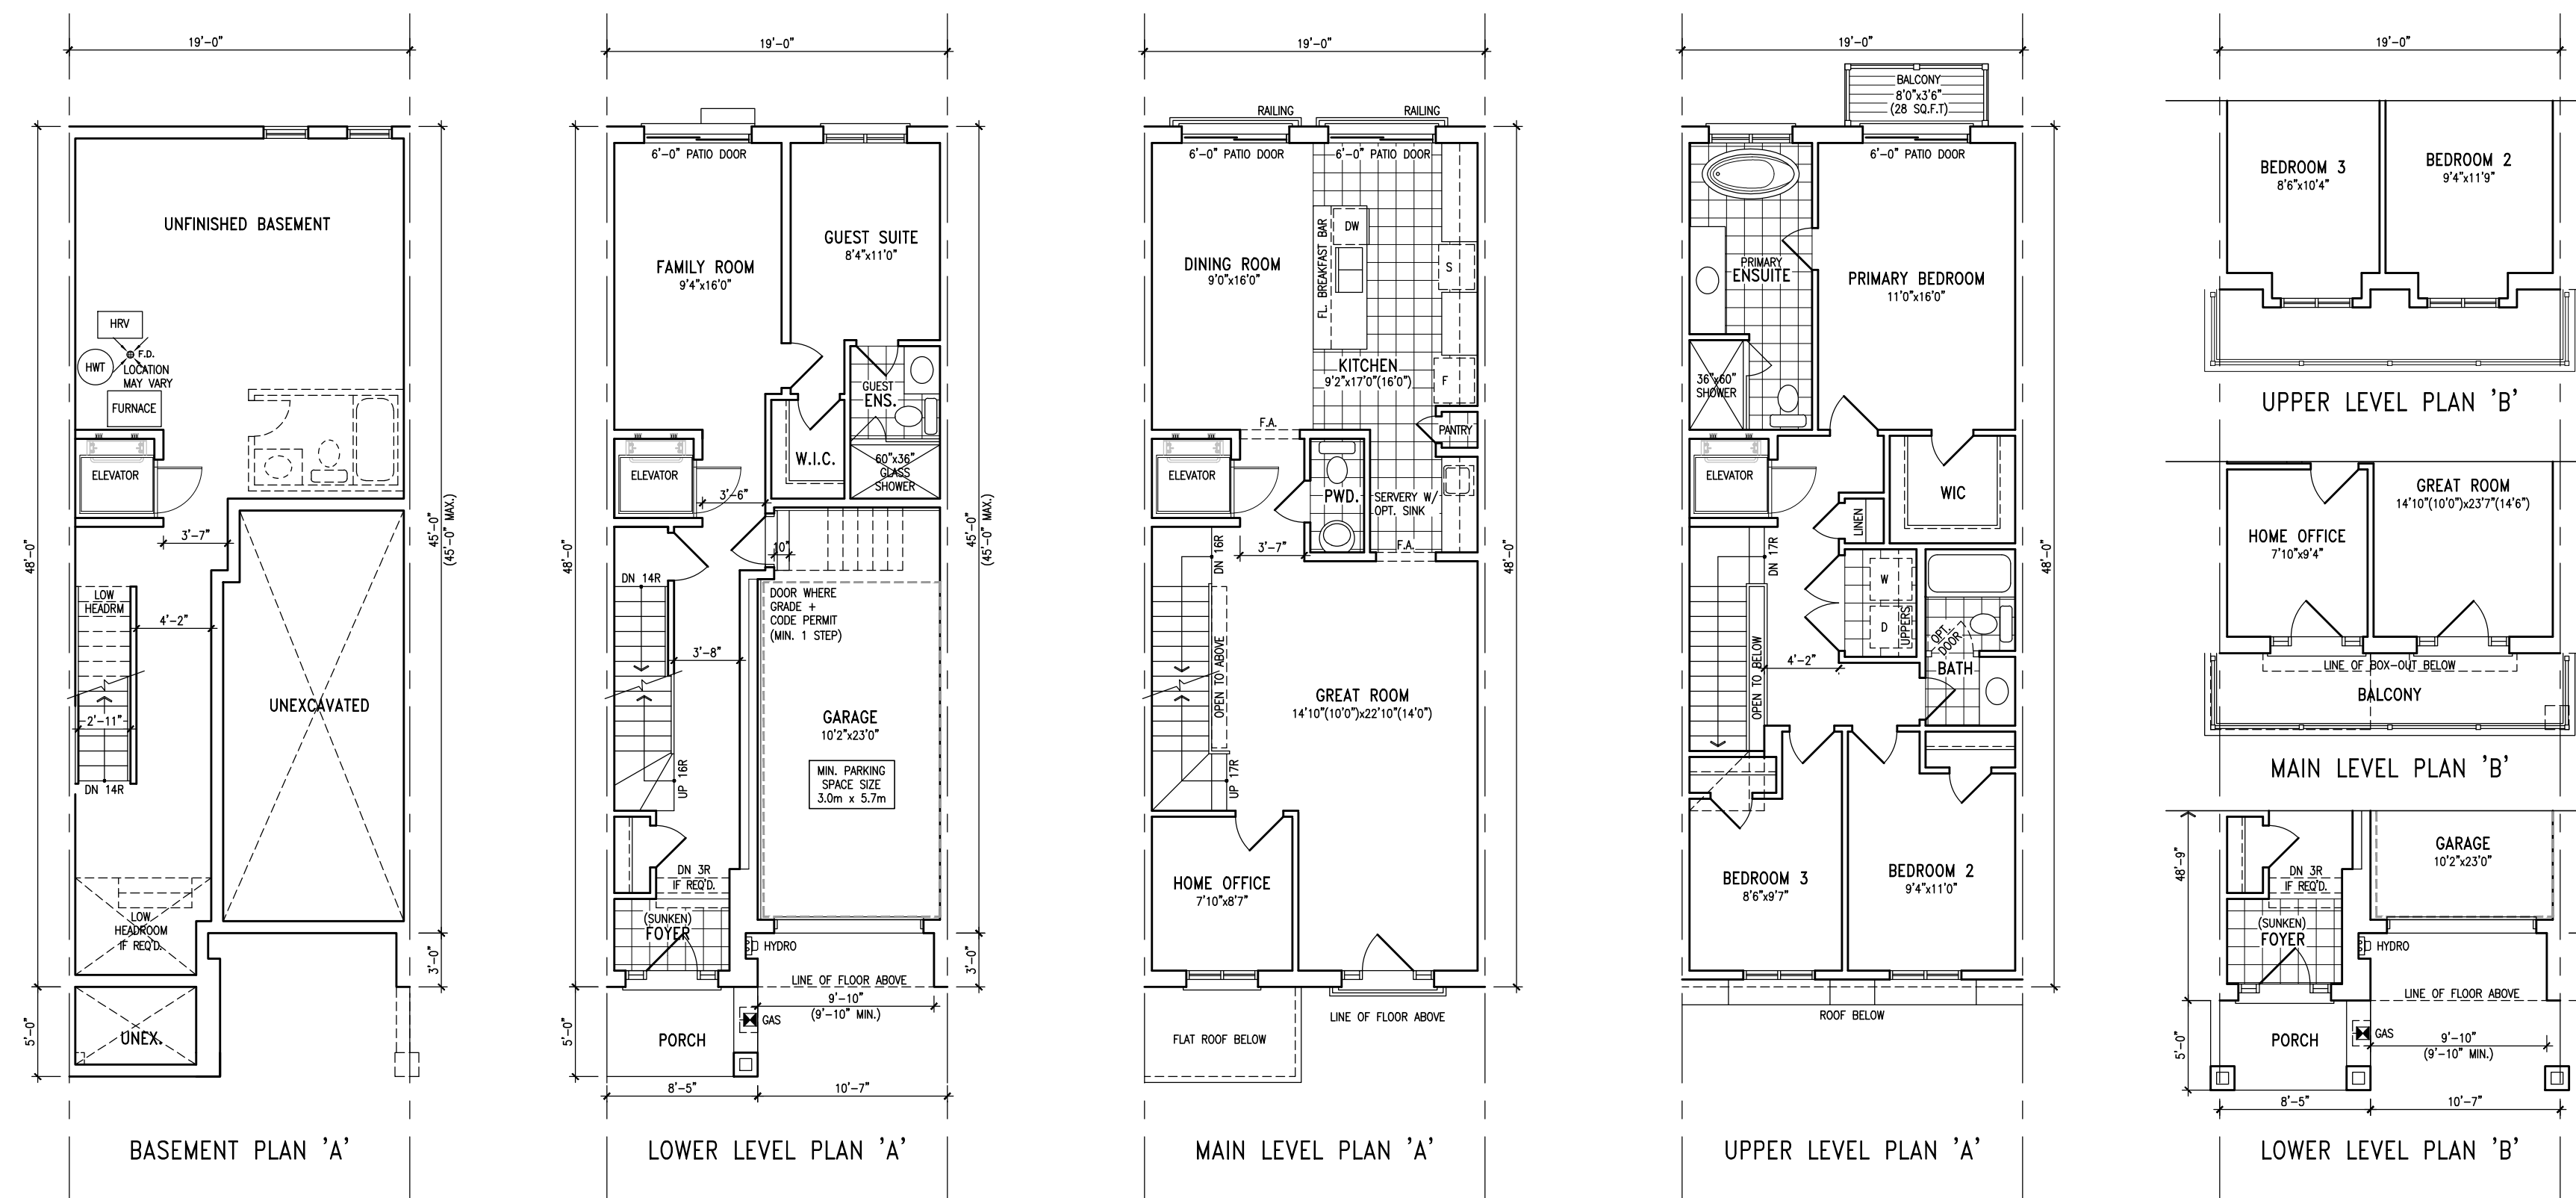 19'-0"
UNFINISHED BASEMENT
HRV
F.D.
HWT
LOCATION
MAY VARY
FURNACE
ELEVATOR
3'-7"
48'-0"
45'-0"
(45'-0" MAX.)
LOW
HEADRM
4'-2"
UNEXCAVATED
2'-11"
DN 14R
LOW
HEADROOM
IF REQ'D.
3'-0"
5'-0"
UNEX.
BASEMENT PLAN 'A'
19'-0"
6'-0" PATIO DOOR
GUEST SUITE
8'4"x11'0"
FAMILY ROOM
9'4"x16'0"
GUEST
ENS.
W.I.C.
60"x36"
GLASS
SHOWER
ELEVATOR
3'-6"
48'-0"
45'-0"
(45'-0" MAX.)
10"
DN 14R
DOOR WHERE
GRADE +
CODE PERMIT
(MIN. 1 STEP)
3'-8"
GARAGE
10'2"x23'0"
MIN. PARKING
SPACE SIZE
3.0m x 5.7m
UP 16R
DN 3R
IF REQ'D.
(SUNKEN)
FOYER
HYDRO
3'-0"
LINE OF FLOOR ABOVE
9'-10"
(9'-10" MIN.)
GAS
5'-0"
PORCH
8'-5"
10'-7"
LOWER LEVEL PLAN 'A'
19'-0"
RAILING
RAILING
6'-0" PATIO DOOR
6'-0" PATIO DOOR
DW
FL. BREAKFAST BAR
DINING ROOM
9'0"x16'0"
S
KITCHEN
9'2"x17'0"(16'0")
F
F.A.
PANTRY
ELEVATOR
PWD.
SERVERY W/
OPT. SINK
DN 16R
3'-7"
F.A.
48'-0"
OPEN TO ABOVE
GREAT ROOM
14'10"(10'0")x22'10"(14'0")
UP 17R
HOME OFFICE
7'10"x8'7"
LINE OF FLOOR ABOVE
FLAT ROOF BELOW
MAIN LEVEL PLAN 'A'
19'-0"
BALCONY
8'0"x3'6"
(28 SQ.F.T)
6'-0" PATIO DOOR
PRIMARY
ENSUITE
PRIMARY BEDROOM
11'0"x16'0"
36"x60"
SHOWER
ELEVATOR
WIC
LINEN
DN 17R
W
D
UPPERS
48'-0"
OPT.
DOOR
BATH
OPEN TO BELOW
4'-2"
BEDROOM 3
8'6"x9'7"
BEDROOM 2
9'4"x11'0"
ROOF BELOW
UPPER LEVEL PLAN 'A'
19'-0"
BEDROOM 3
8'6"x10'4"
BEDROOM 2
9'4"x11'9"
UPPER LEVEL PLAN 'B'
GREAT ROOM
14'10"(10'0")x23'7"(14'6")
HOME OFFICE
7'10"x9'4"
LINE OF BOX-OUT BELOW
BALCONY
MAIN LEVEL PLAN 'B'
48'-9"
GARAGE
10'2"x23'0"
DN 3R
IF REQ'D.
(SUNKEN)
FOYER
HYDRO
LINE OF FLOOR ABOVE
GAS
5'-0"
PORCH
9'-10"
(9'-10" MIN.)
8'-5"
10'-7"
LOWER LEVEL PLAN 'B'